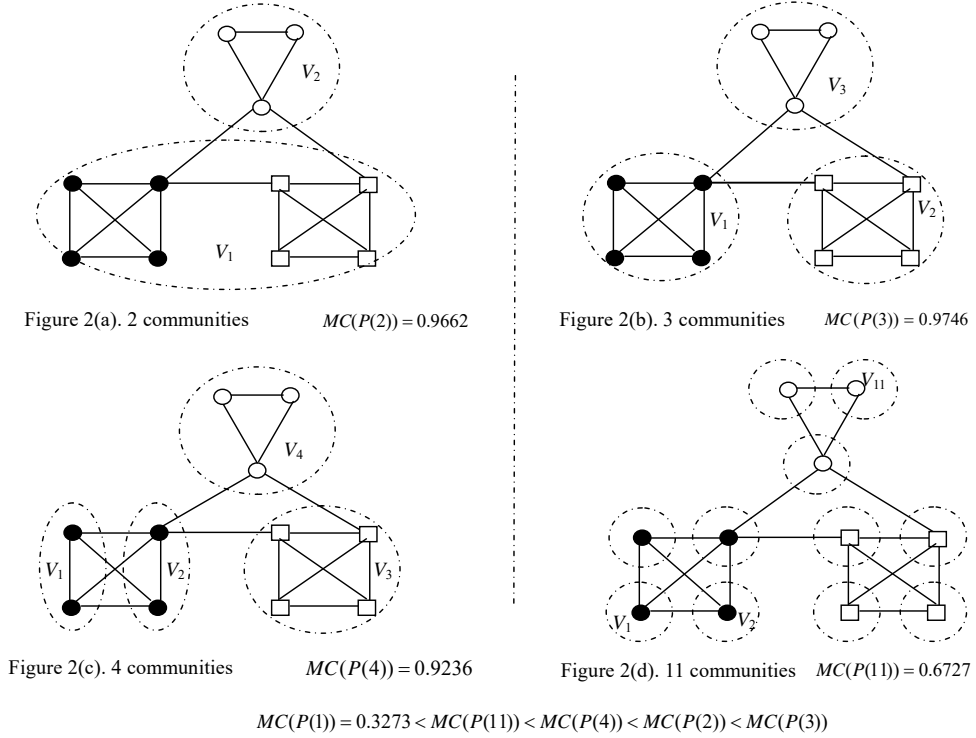 V₂
V₁
Figure 2(a). 2 communities MC(P(2)) = 0.9662
V₃
V₁ V₂
Figure 2(b). 3 communities MC(P(3)) = 0.9746
V₄
V₁ V₂ V₃
Figure 2(c). 4 communities MC(P(4)) = 0.9236
V₁₁
V₁ V₂
Figure 2(d). 11 communities MC(P(11)) = 0.6727
MC(P(1)) = 0.3273 < MC(P(11)) < MC(P(4)) < MC(P(2)) < MC(P(3))